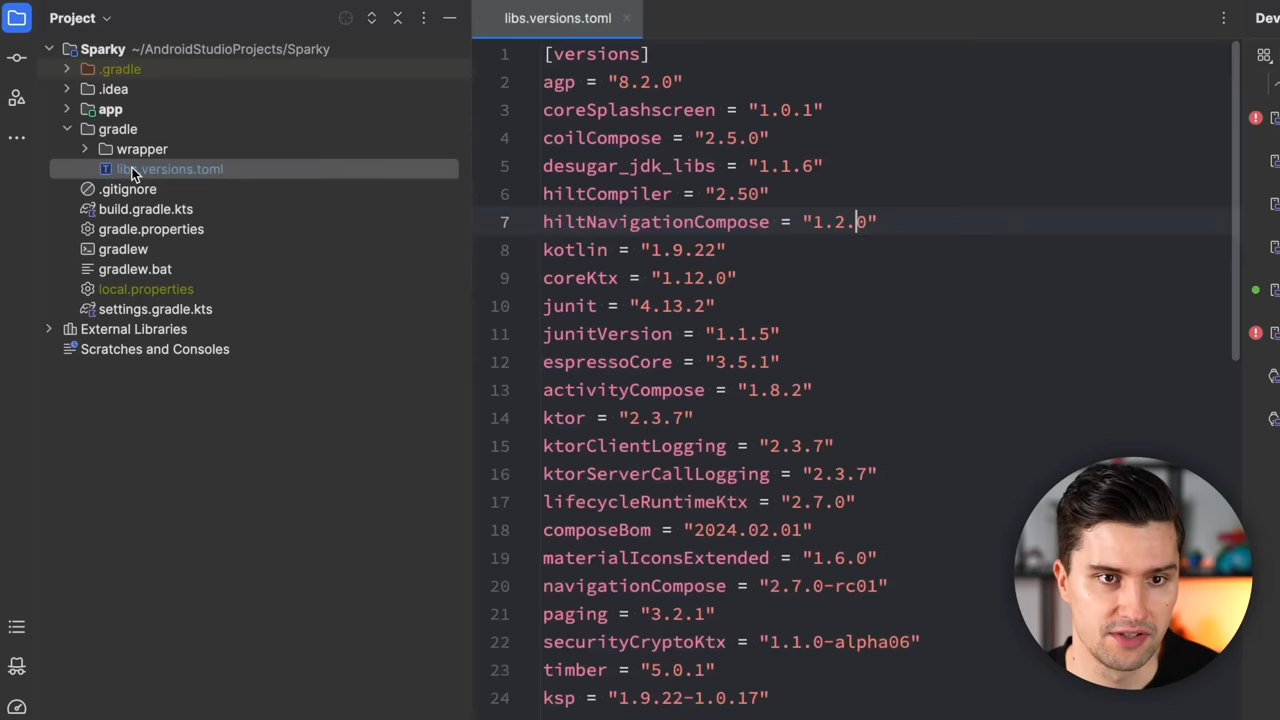 Project
Sparky ~/AndroidStudioProjects/Sparky
.gradle
.idea
app
gradle
wrapper
libs.versions.toml
.gitignore
build.gradle.kts
gradle.properties
gradlew
gradlew.bat
local.properties
settings.gradle.kts
External Libraries
Scratches and Consoles
libs.versions.toml
1 [versions]
2 agp = "8.2.0"
3 coreSplashscreen = "1.0.1"
4 coilCompose = "2.5.0"
5 desugar_jdk_libs = "1.1.6"
6 hiltCompiler = "2.50"
7 hiltNavigationCompose = "1.2.0"
8 kotlin = "1.9.22"
9 coreKtx = "1.12.0"
10 junit = "4.13.2"
11 junitVersion = "1.1.5"
12 espressoCore = "3.5.1"
13 activityCompose = "1.8.2"
14 ktor = "2.3.7"
15 ktorClientLogging = "2.3.7"
16 ktorServerCallLogging = "2.3.7"
17 lifecycleRuntimeKtx = "2.7.0"
18 composeBom = "2024.02.01"
19 materialIconsExtended = "1.6.0"
20 navigationCompose = "2.7.0-rc01"
21 paging = "3.2.1"
22 securityCryptoKtx = "1.1.0-alpha06"
23 timber = "5.0.1"
24 ksp = "1.9.22-1.0.17"
Dev